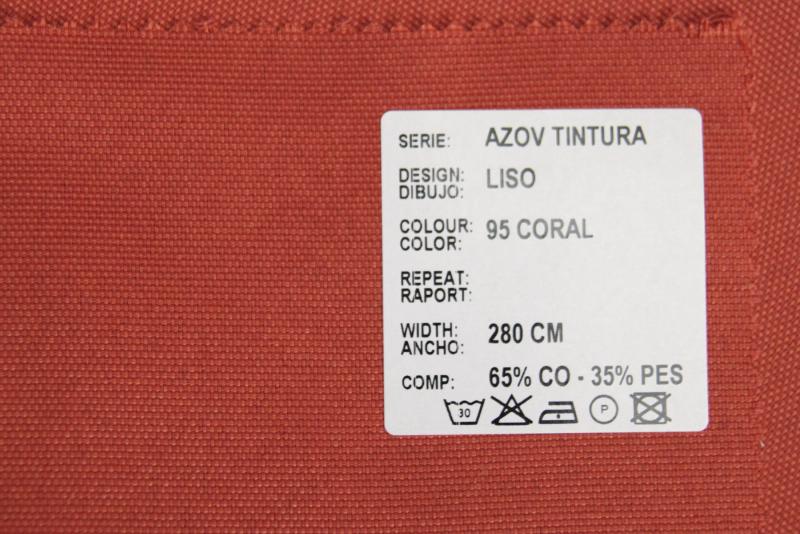 SERIE: AZOV TINTURA
DESIGN: LISO
DIBUJO:
COLOUR: 95 CORAL
COLOR:
REPEAT:
RAPORT:
WIDTH: 280 CM
ANCHO:
COMP: 65% CO - 35% PES
30 P